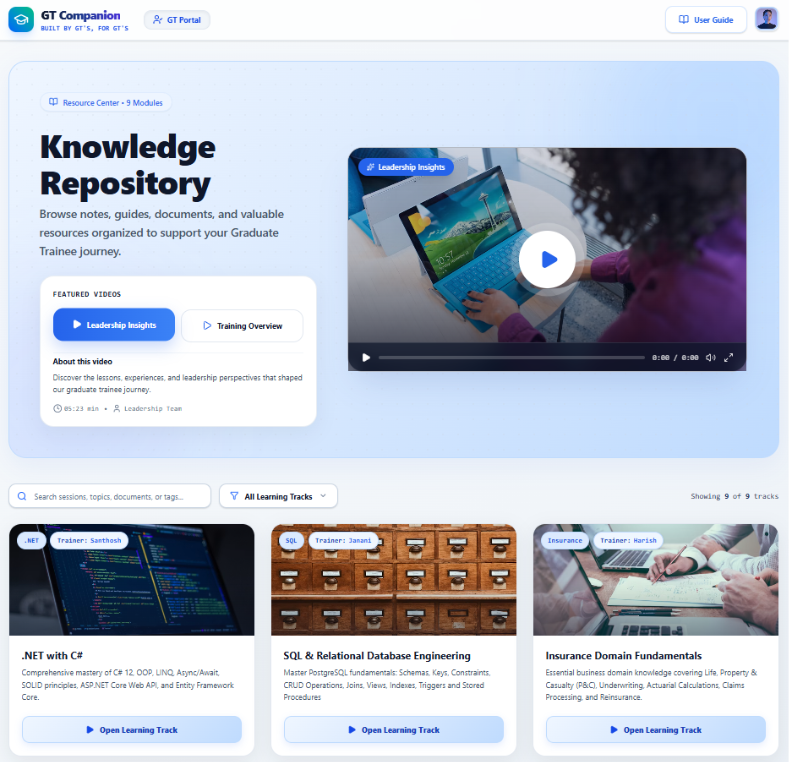 GT Companion
BUILT BY GT'S, FOR GT'S
GT Portal
User Guide
Resource Center • 9 Modules
Knowledge
Repository
Browse notes, guides, documents, and valuable
resources organized to support your Graduate
Trainee journey.
FEATURED VIDEOS
Leadership Insights
Training Overview
About this video
Discover the lessons, experiences, and leadership perspectives that shaped
our graduate trainee journey.
05:23 min • Leadership Team
Leadership Insights
10:57
0:00 / 0:00
Search sessions, topics, documents, or tags...
All Learning Tracks
Showing 9 of 9 tracks
.NET
Trainer: Santhosh
.NET with C#
Comprehensive mastery of C# 12, OOP, LINQ, Async/Await,
SOLID principles, ASP.NET Core Web API, and Entity Framework
Core.
Open Learning Track
SQL
Trainer: Janani
SQL & Relational Database Engineering
Master PostgreSQL fundamentals: Schemas, Keys, Constraints,
CRUD Operations, Joins, Views, Indexes, Triggers and Stored
Procedures
Open Learning Track
Insurance
Trainer: Harish
Insurance Domain Fundamentals
Essential business domain knowledge covering Life, Property &
Casualty (P&C), Underwriting, Actuarial Calculations, Claims
Processing, and Reinsurance.
Open Learning Track